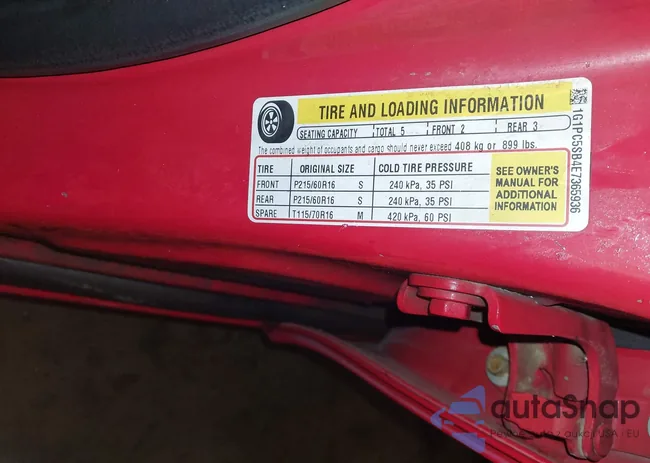 TIRE AND LOADING INFORMATION
SEATING CAPACITY TOTAL 5 FRONT 2 REAR 3
The combined weight of occupants and cargo should never exceed 408 kg or 899 lbs.
TIRE ORIGINAL SIZE COLD TIRE PRESSURE
FRONT P215/60R16 S 240 kPa, 35 PSI
REAR P215/60R16 S 240 kPa, 35 PSI
SPARE T115/70R16 M 420 kPa, 60 PSI
SEE OWNER'S
MANUAL FOR
ADDITIONAL
INFORMATION
1G1PC5SB4E7365936
autaSnap
USA - EU